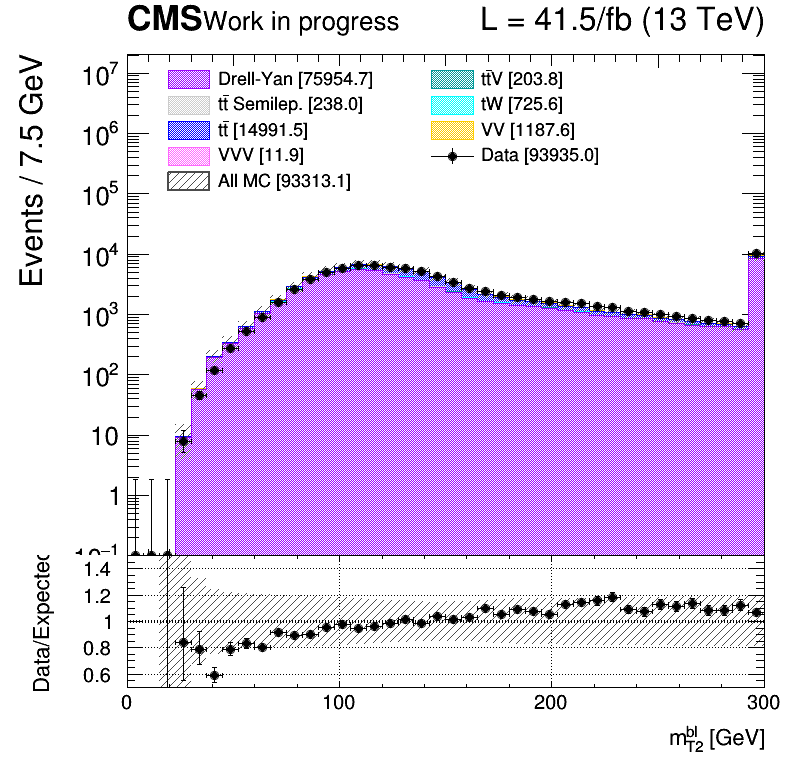 CMS Work in progress L = 41.5/fb (13 TeV)
Events / 7.5 GeV
Drell-Yan [75954.7]
tt̄ Semilep. [238.0]
tt̄ [14991.5]
VVV [11.9]
All MC [93313.1]
tt̄V [203.8]
tW [725.6]
VV [1187.6]
Data [93935.0]
10⁷
10⁶
10⁵
10⁴
10³
10²
10
1
10⁻¹
Data/Expected
1.4
1.2
1
0.8
0.6
0 100 200 300
m_{T2}^{bl} [GeV]